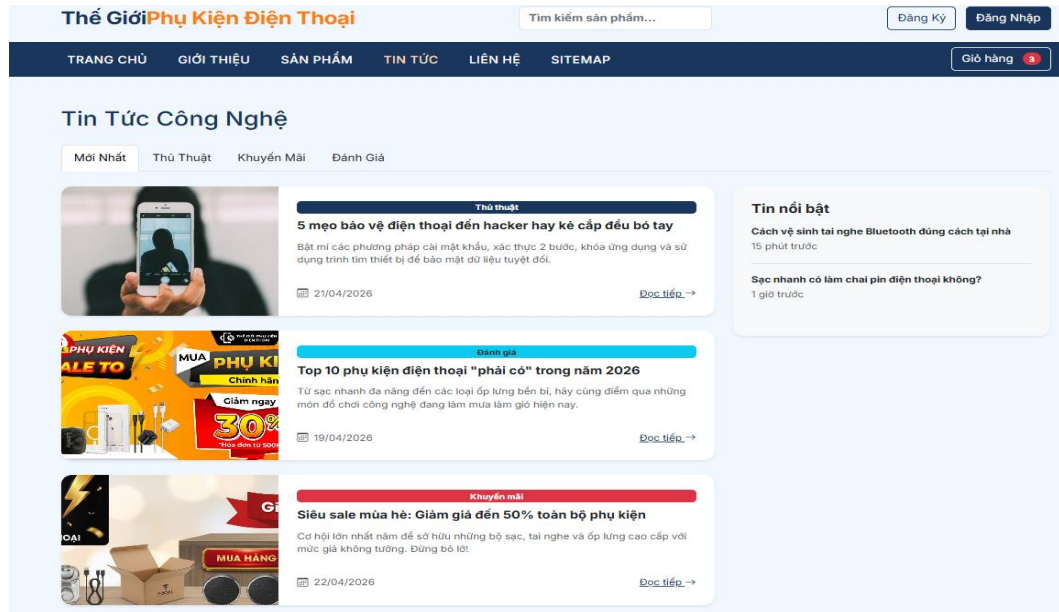 Thế GiớiPhụ Kiện Điện Thoại
Tìm kiếm sản phẩm...
Đăng Ký
Đăng Nhập
TRANG CHỦ GIỚI THIỆU SẢN PHẨM TIN TỨC LIÊN HỆ SITEMAP
Giỏ hàng 3
Tin Tức Công Nghệ
Mới Nhất Thủ Thuật Khuyến Mãi Đánh Giá
Thủ thuật
5 mẹo bảo vệ điện thoại đến hacker hay kẻ cắp đều bó tay
Bật mí các phương pháp cài mật khẩu, xác thực 2 bước, khóa ứng dụng và sử
dụng trình tìm thiết bị để bảo mật dữ liệu tuyệt đối.
21/04/2026
Đọc tiếp →
PHỤ KIỆN
ALE TO
MUA
PHỤ KI
Chính hãn
Giảm ngay
30%
Đánh giá
Top 10 phụ kiện điện thoại "phải có" trong năm 2026
Từ sạc nhanh đa năng đến các loại ốp lưng bền bỉ, hãy cùng điểm qua những
món đồ chơi công nghệ đang làm mưa làm gió hiện nay.
19/04/2026
Đọc tiếp →
OẠI
Gi
MUA HÀNG
Khuyến mãi
Siêu sale mùa hè: Giảm giá đến 50% toàn bộ phụ kiện
Cơ hội lớn nhất năm để sở hữu những bộ sạc, tai nghe và ốp lưng cao cấp với
mức giá không tưởng. Đừng bỏ lỡ!
22/04/2026
Đọc tiếp →
Tin nổi bật
Cách vệ sinh tai nghe Bluetooth đúng cách tại nhà
15 phút trước
Sạc nhanh có làm chai pin điện thoại không?
1 giờ trước